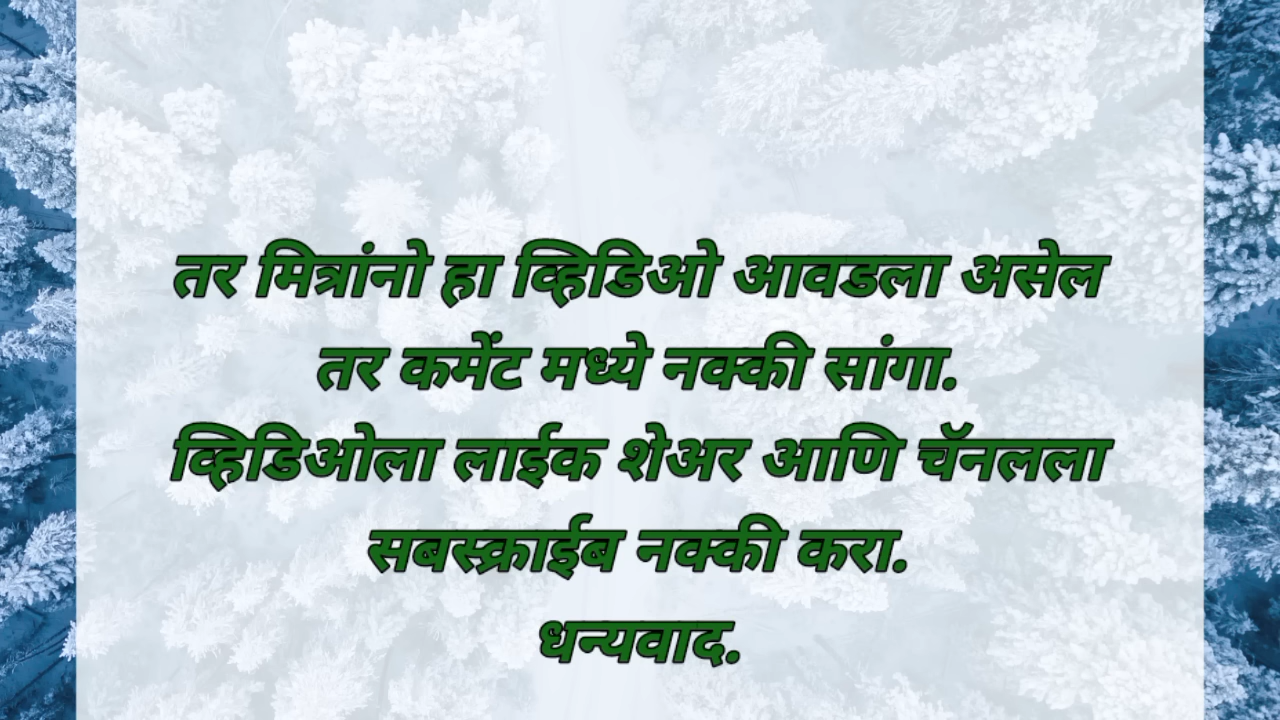 तर मित्रांनो हा व्हिडिओ आवडला असेल
तर कमेंट मध्ये नक्की सांगा.
व्हिडिओला लाईक शेअर आणि चॅनलला
सबस्क्राईब नक्की करा.
धन्यवाद.